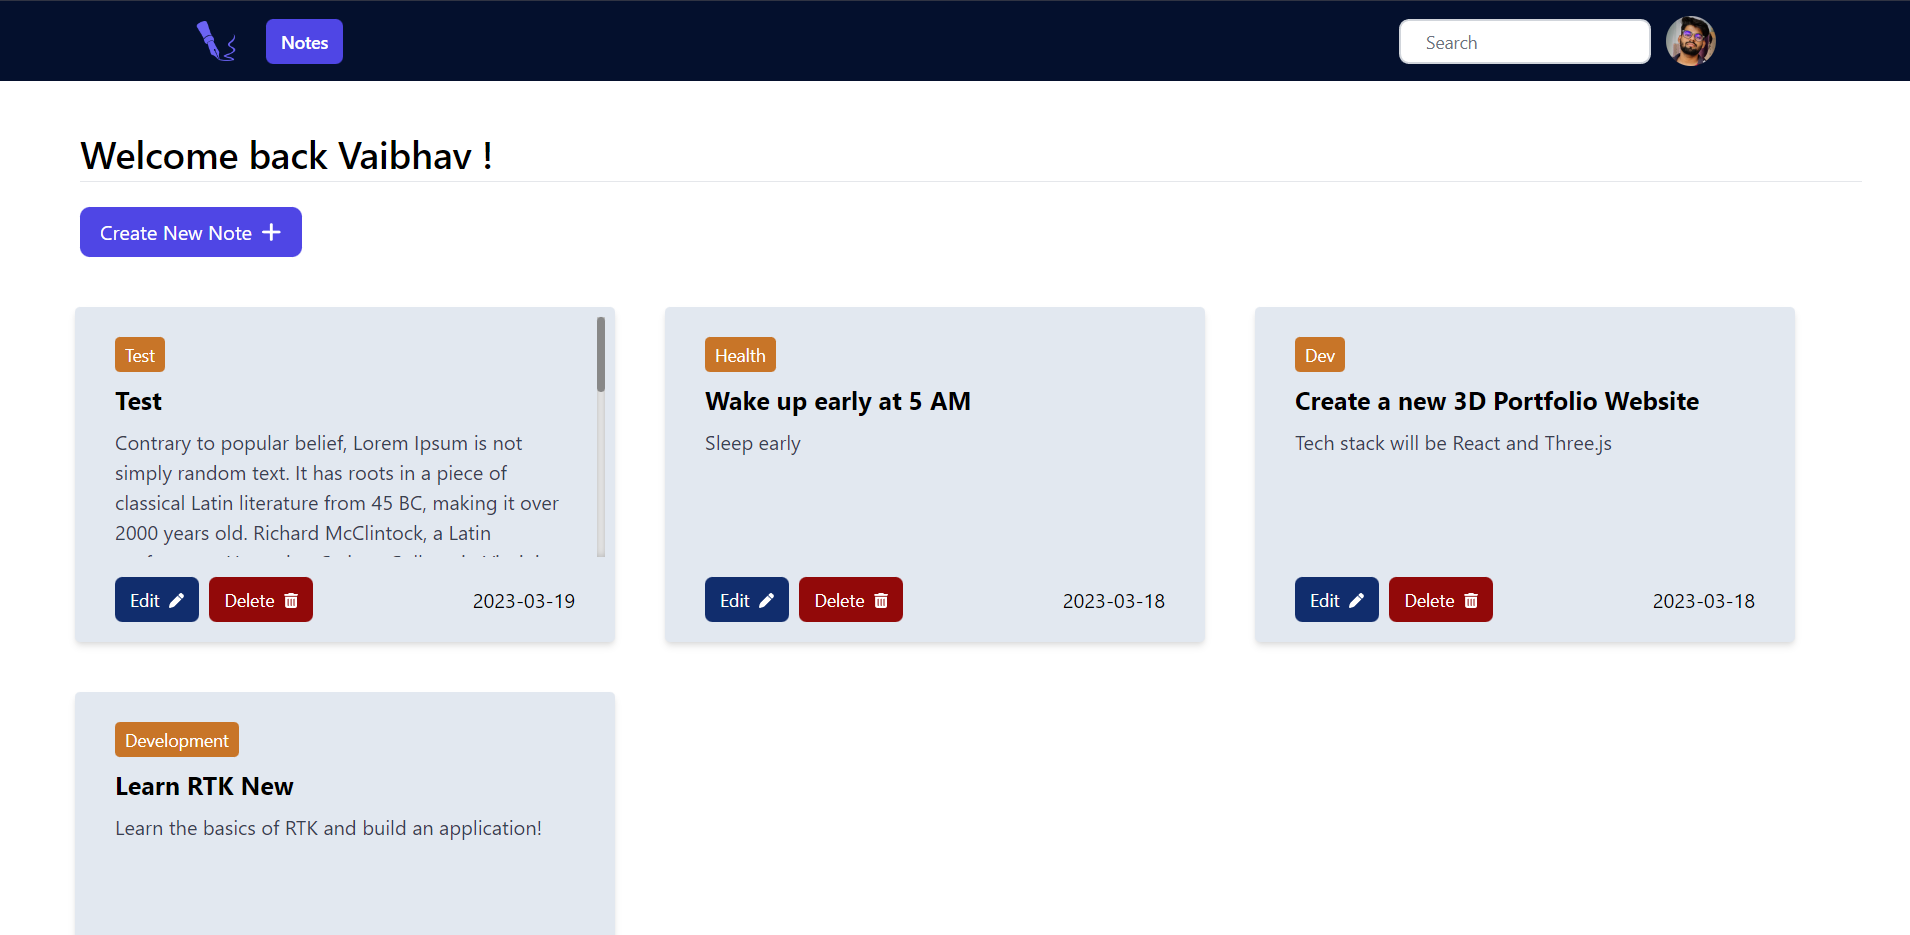 Notes
Search
Welcome back Vaibhav !
Create New Note
Test
Test
Contrary to popular belief, Lorem Ipsum is not
simply random text. It has roots in a piece of
classical Latin literature from 45 BC, making it over
2000 years old. Richard McClintock, a Latin
Edit
Delete
2023-03-19
Health
Wake up early at 5 AM
Sleep early
Edit
Delete
2023-03-18
Dev
Create a new 3D Portfolio Website
Tech stack will be React and Three.js
Edit
Delete
2023-03-18
Development
Learn RTK New
Learn the basics of RTK and build an application!